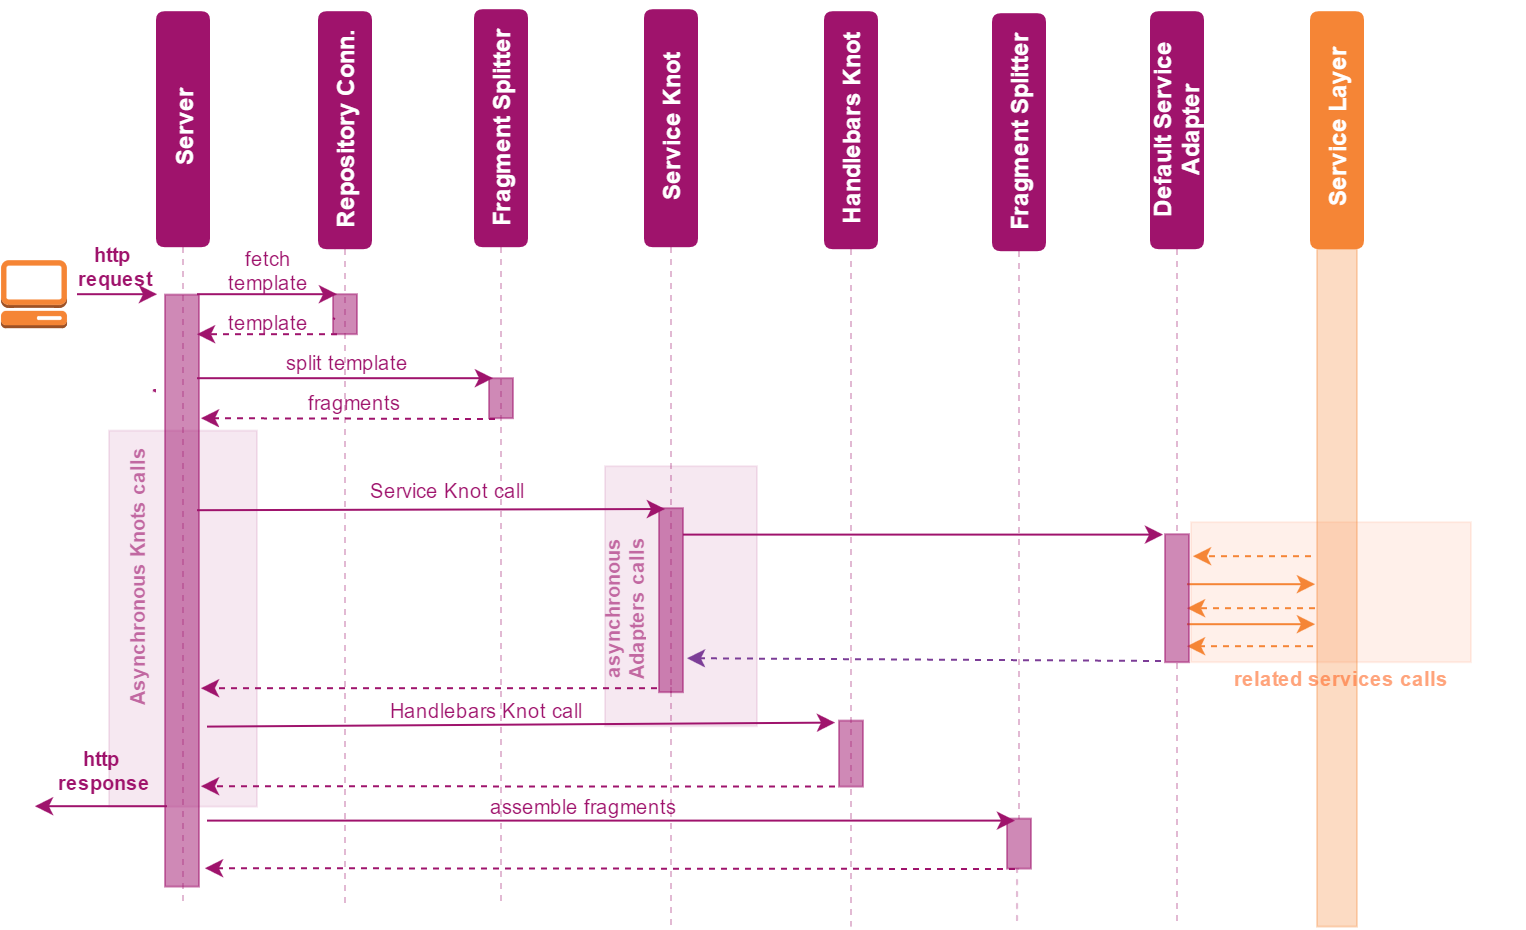 Server
Repository Conn.
Fragment Splitter
Service Knot
Handlebars Knot
Fragment Splitter
Default Service
Adapter
Service Layer
http
request
fetch
template
template
split template
fragments
Asynchronous Knots calls
Service Knot call
asynchronous
Adapters calls
related services calls
Handlebars Knot call
http
response
assemble fragments